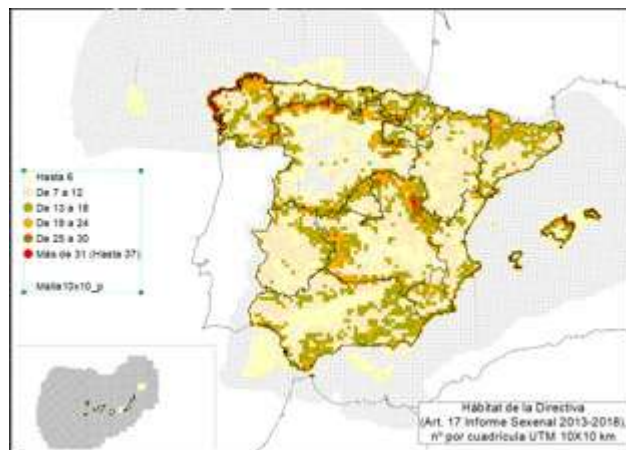 Hasta 6
De 7 a 12
De 13 a 18
De 19 a 24
De 25 a 30
Más de 31 (Hasta 37)
Malla10x10_p
Hábitat de la Directiva
(Art. 17 Informe Sexenal 2013-2018),
nº por cuadrícula UTM 10X10 km